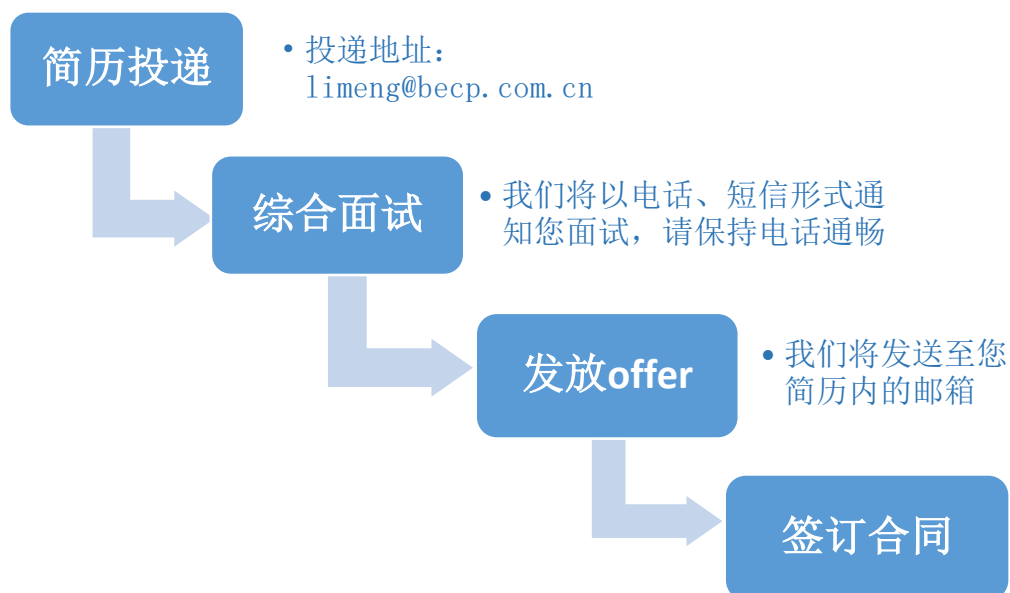 简历投递
• 投递地址：
limeng@becp.com.cn
综合面试
• 我们将以电话、短信形式通
知您面试，请保持电话通畅
发放offer
• 我们将发送至您
简历内的邮箱
签订合同